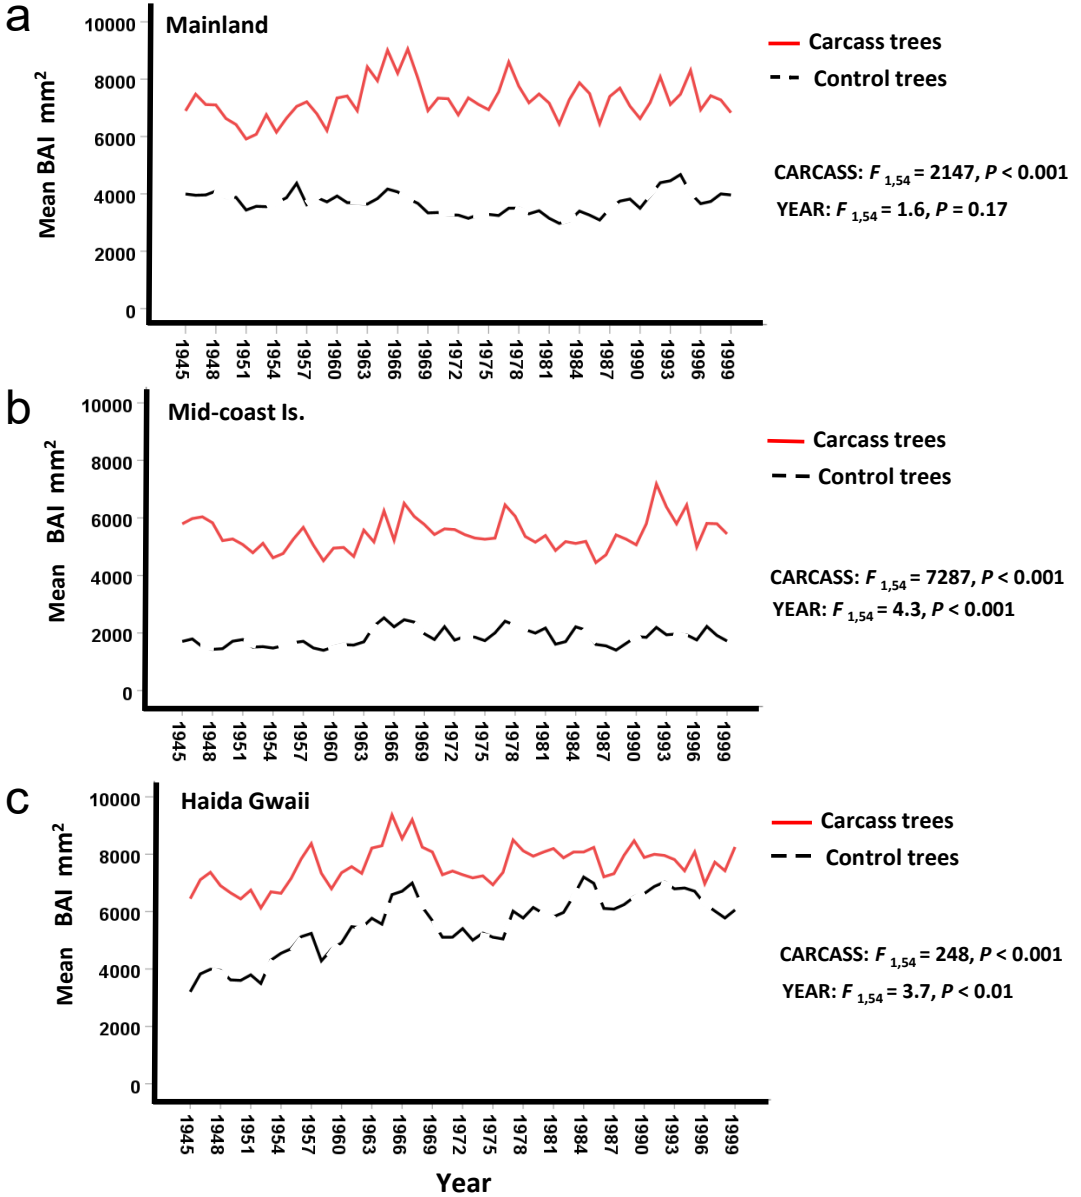 a
Mainland
Mean BAI mm²
10000
8000
6000
4000
2000
0
1945 1948 1951 1954 1957 1960 1963 1966 1969 1972 1975 1978 1981 1984 1987 1990 1993 1996 1999
Carcass trees
Control trees
CARCASS: F 1,54 = 2147, P < 0.001
YEAR: F 1,54 = 1.6, P = 0.17
b
Mid-coast Is.
Mean BAI mm²
10000
8000
6000
4000
2000
0
1945 1948 1951 1954 1957 1960 1963 1966 1969 1972 1975 1978 1981 1984 1987 1990 1993 1996 1999
Carcass trees
Control trees
CARCASS: F 1,54 = 7287, P < 0.001
YEAR: F 1,54 = 4.3, P < 0.001
c
Haida Gwaii
Mean BAI mm²
10000
8000
6000
4000
2000
0
1945 1948 1951 1954 1957 1960 1963 1966 1969 1972 1975 1978 1981 1984 1987 1990 1993 1996 1999
Carcass trees
Control trees
CARCASS: F 1,54 = 248, P < 0.001
YEAR: F 1,54 = 3.7, P < 0.01
Year